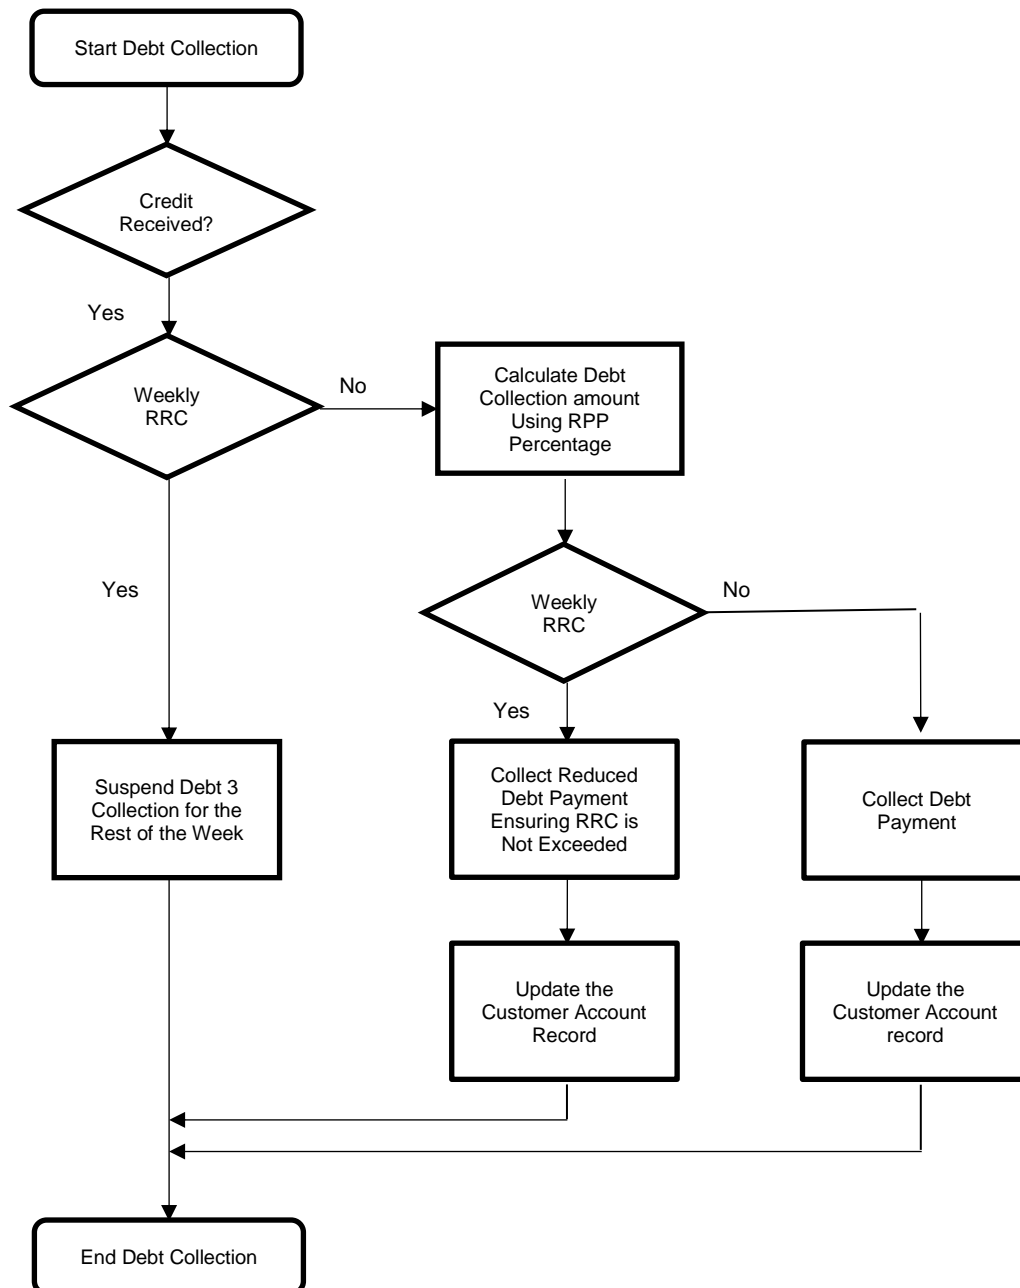 Start Debt Collection
Credit
Received?
Yes
Weekly
RRC
No
Calculate Debt
Collection amount
Using RPP
Percentage
Yes
Weekly
RRC
No
Yes
Suspend Debt 3
Collection for the
Rest of the Week
Collect Reduced
Debt Payment
Ensuring RRC is
Not Exceeded
Collect Debt
Payment
Update the
Customer Account
Record
Update the
Customer Account
record
End Debt Collection